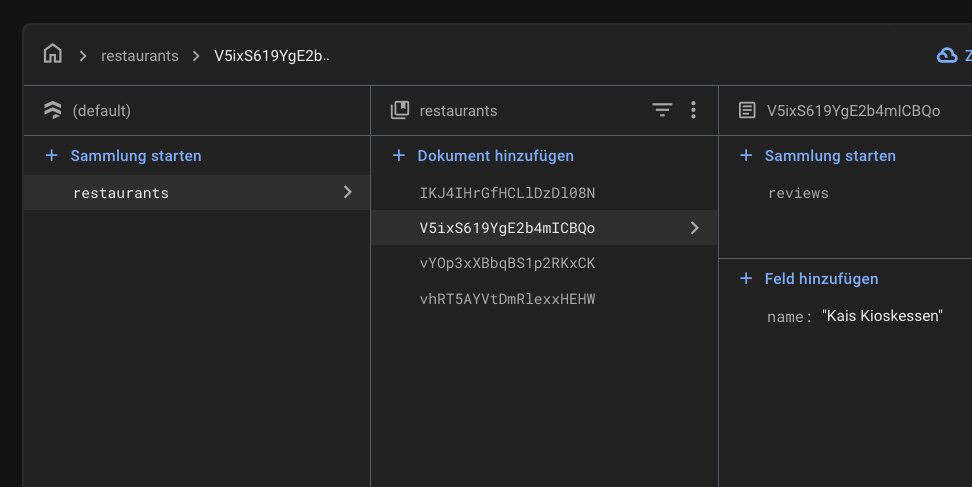 restaurants > V5ixS619YgE2b..
(default)
Sammlung starten
restaurants
restaurants
Dokument hinzufügen
IKJ4IHrGfHCLlDzDl08N
V5ixS619YgE2b4mICBQo
vYOp3xXBbqBS1p2RKxCK
vhRT5AYVtDmRlexxHEHW
V5ixS619YgE2b4mICBQo
Sammlung starten
reviews
Feld hinzufügen
name: "Kais Kioskessen"